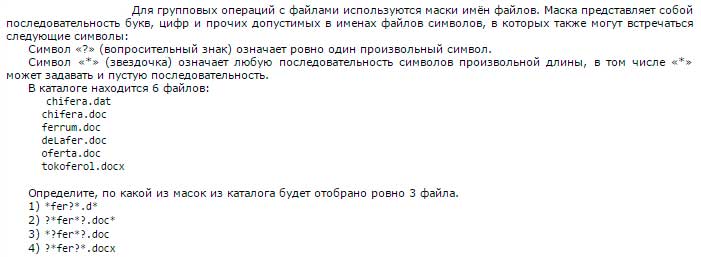 Для групповых операций с файлами используются маски имён файлов. Маска представляет собой
последовательность букв, цифр и прочих допустимых в именах файлов символов, в которых также могут встречаться
следующие символы:
Символ «?» (вопросительный знак) означает ровно один произвольный символ.
Символ «*» (звездочка) означает любую последовательность символов произвольной длины, в том числе «*»
может задавать и пустую последовательность.
В каталоге находится 6 файлов:
chifera.dat
chifera.doc
ferrum.doc
deLafer.doc
oferta.doc
tokoferol.docx
Определите, по какой из масок из каталога будет отобрано ровно 3 файла.
1) *fer?*.d*
2) ?*fer*?.doc*
3) *?fer*?.doc
4) ?*fer?*.docx